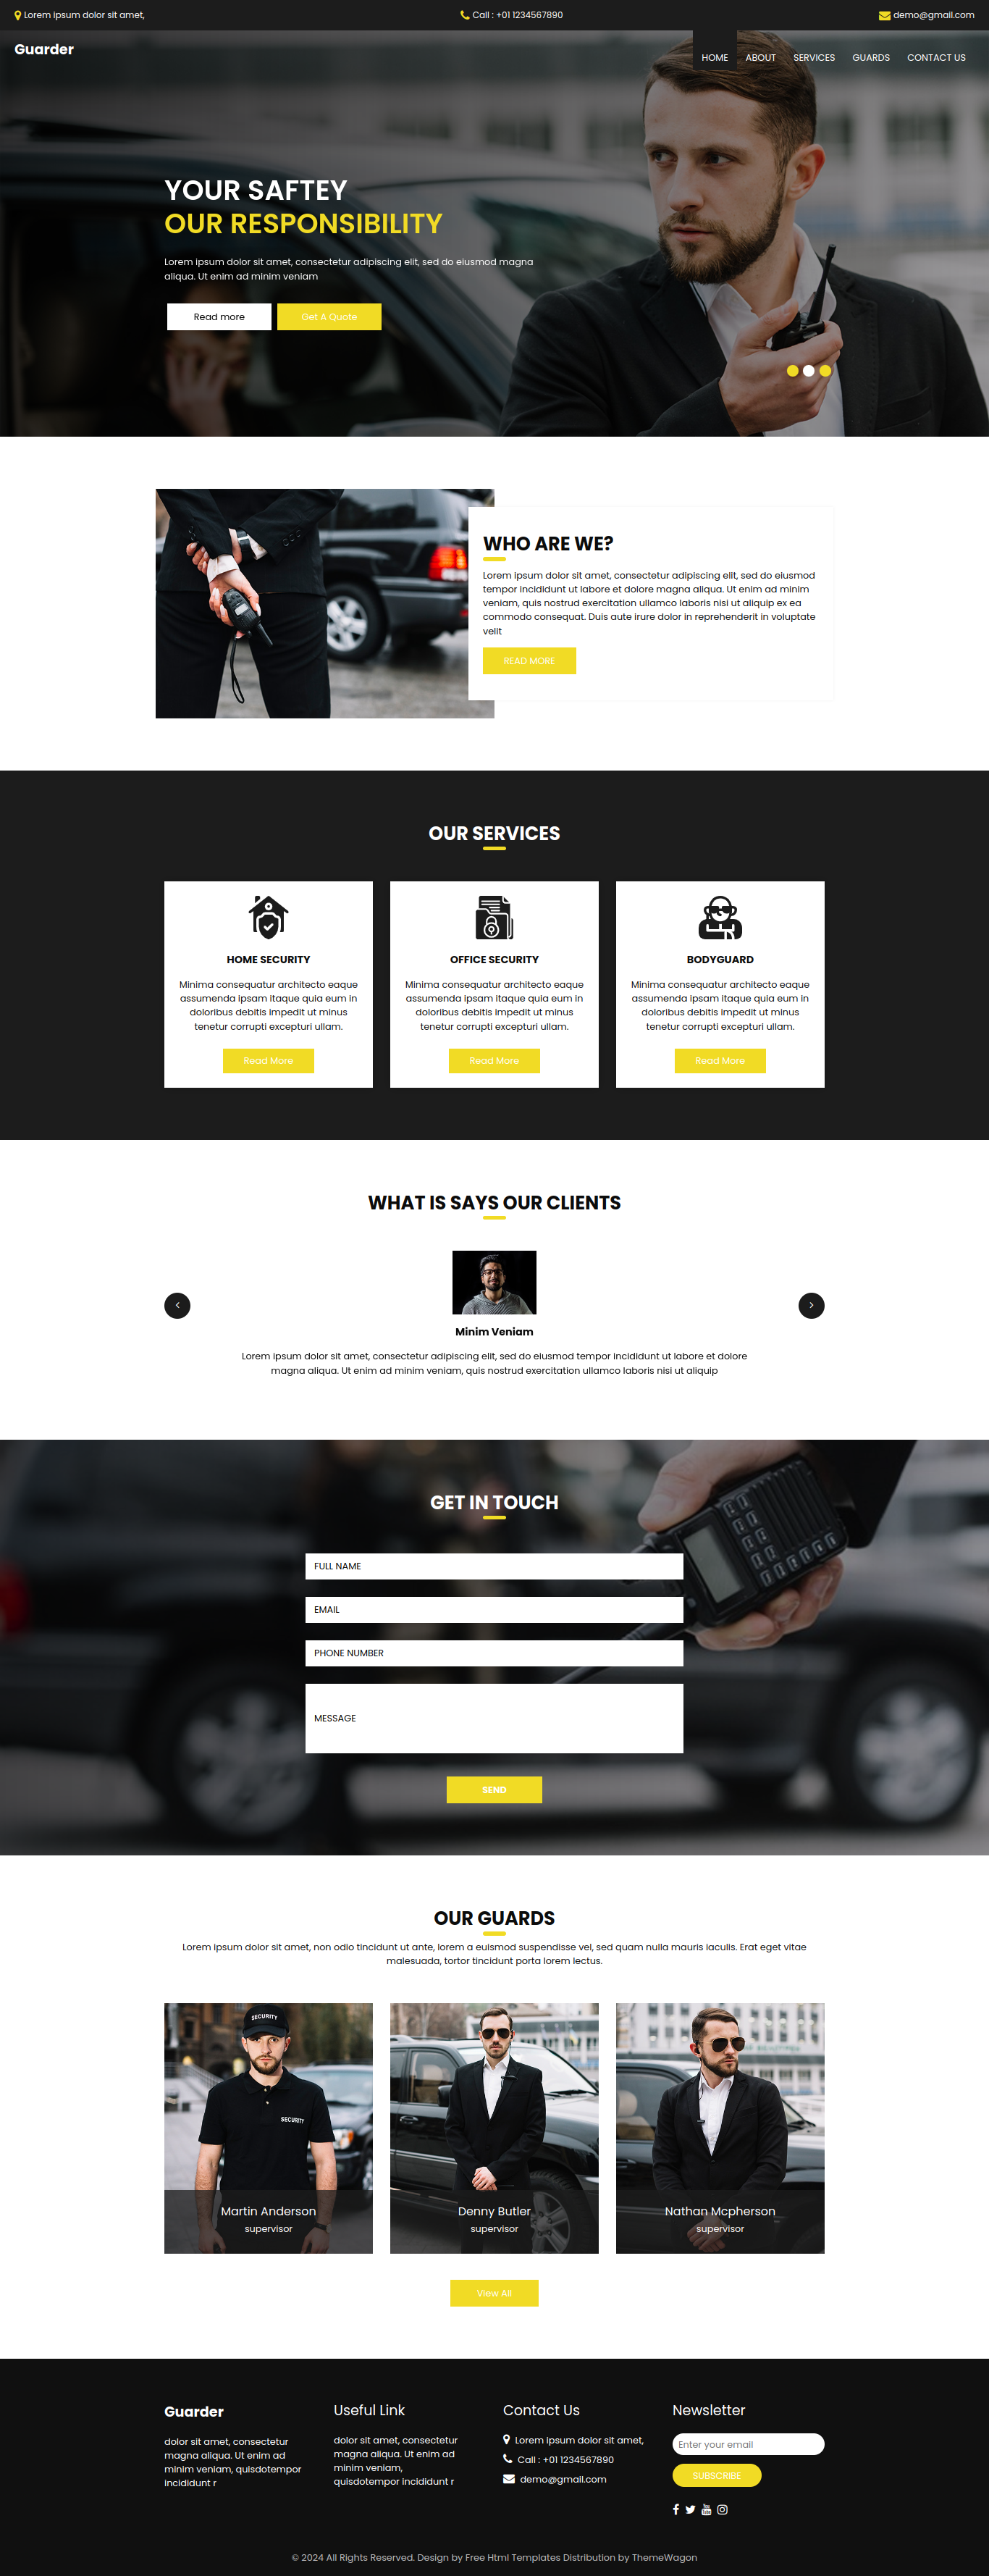 Lorem ipsum dolor sit amet,
Call : +01 1234567890
demo@gmail.com
Guarder
HOME
ABOUT
SERVICES
GUARDS
CONTACT US
YOUR SAFTEY
OUR RESPONSIBILITY
Lorem ipsum dolor sit amet, consectetur adipiscing elit, sed do eiusmod magna
aliqua. Ut enim ad minim veniam
Read more
Get A Quote
WHO ARE WE?
Lorem ipsum dolor sit amet, consectetur adipiscing elit, sed do eiusmod
tempor incididunt ut labore et dolore magna aliqua. Ut enim ad minim
veniam, quis nostrud exercitation ullamco laboris nisi ut aliquip ex ea
commodo consequat. Duis aute irure dolor in reprehenderit in voluptate
velit
READ MORE
OUR SERVICES
HOME SECURITY
Minima consequatur architecto eaque
assumenda ipsam itaque quia eum in
doloribus debitis impedit ut minus
tenetur corrupti excepturi ullam.
Read More
OFFICE SECURITY
Minima consequatur architecto eaque
assumenda ipsam itaque quia eum in
doloribus debitis impedit ut minus
tenetur corrupti excepturi ullam.
Read More
BODYGUARD
Minima consequatur architecto eaque
assumenda ipsam itaque quia eum in
doloribus debitis impedit ut minus
tenetur corrupti excepturi ullam.
Read More
WHAT IS SAYS OUR CLIENTS
Minim Veniam
Lorem ipsum dolor sit amet, consectetur adipiscing elit, sed do eiusmod tempor incididunt ut labore et dolore
magna aliqua. Ut enim ad minim veniam, quis nostrud exercitation ullamco laboris nisi ut aliquip
GET IN TOUCH
FULL NAME
EMAIL
PHONE NUMBER
MESSAGE
SEND
OUR GUARDS
Lorem ipsum dolor sit amet, non odio tincidunt ut ante, lorem a euismod suspendisse vel, sed quam nulla mauris iaculis. Erat eget vitae
malesuada, tortor tincidunt porta lorem lectus.
SECURITY
SECURITY
Martin Anderson
supervisor
Denny Butler
supervisor
Nathan Mcpherson
supervisor
View All
Guarder
dolor sit amet, consectetur
magna aliqua. Ut enim ad
minim veniam, quisdotempor
incididunt r
Useful Link
dolor sit amet, consectetur
magna aliqua. Ut enim ad
minim veniam,
quisdotempor incididunt r
Contact Us
Lorem ipsum dolor sit amet,
Call : +01 1234567890
demo@gmail.com
Newsletter
Enter your email
SUBSCRIBE
© 2024 All Rights Reserved. Design by Free Html Templates Distribution by ThemeWagon